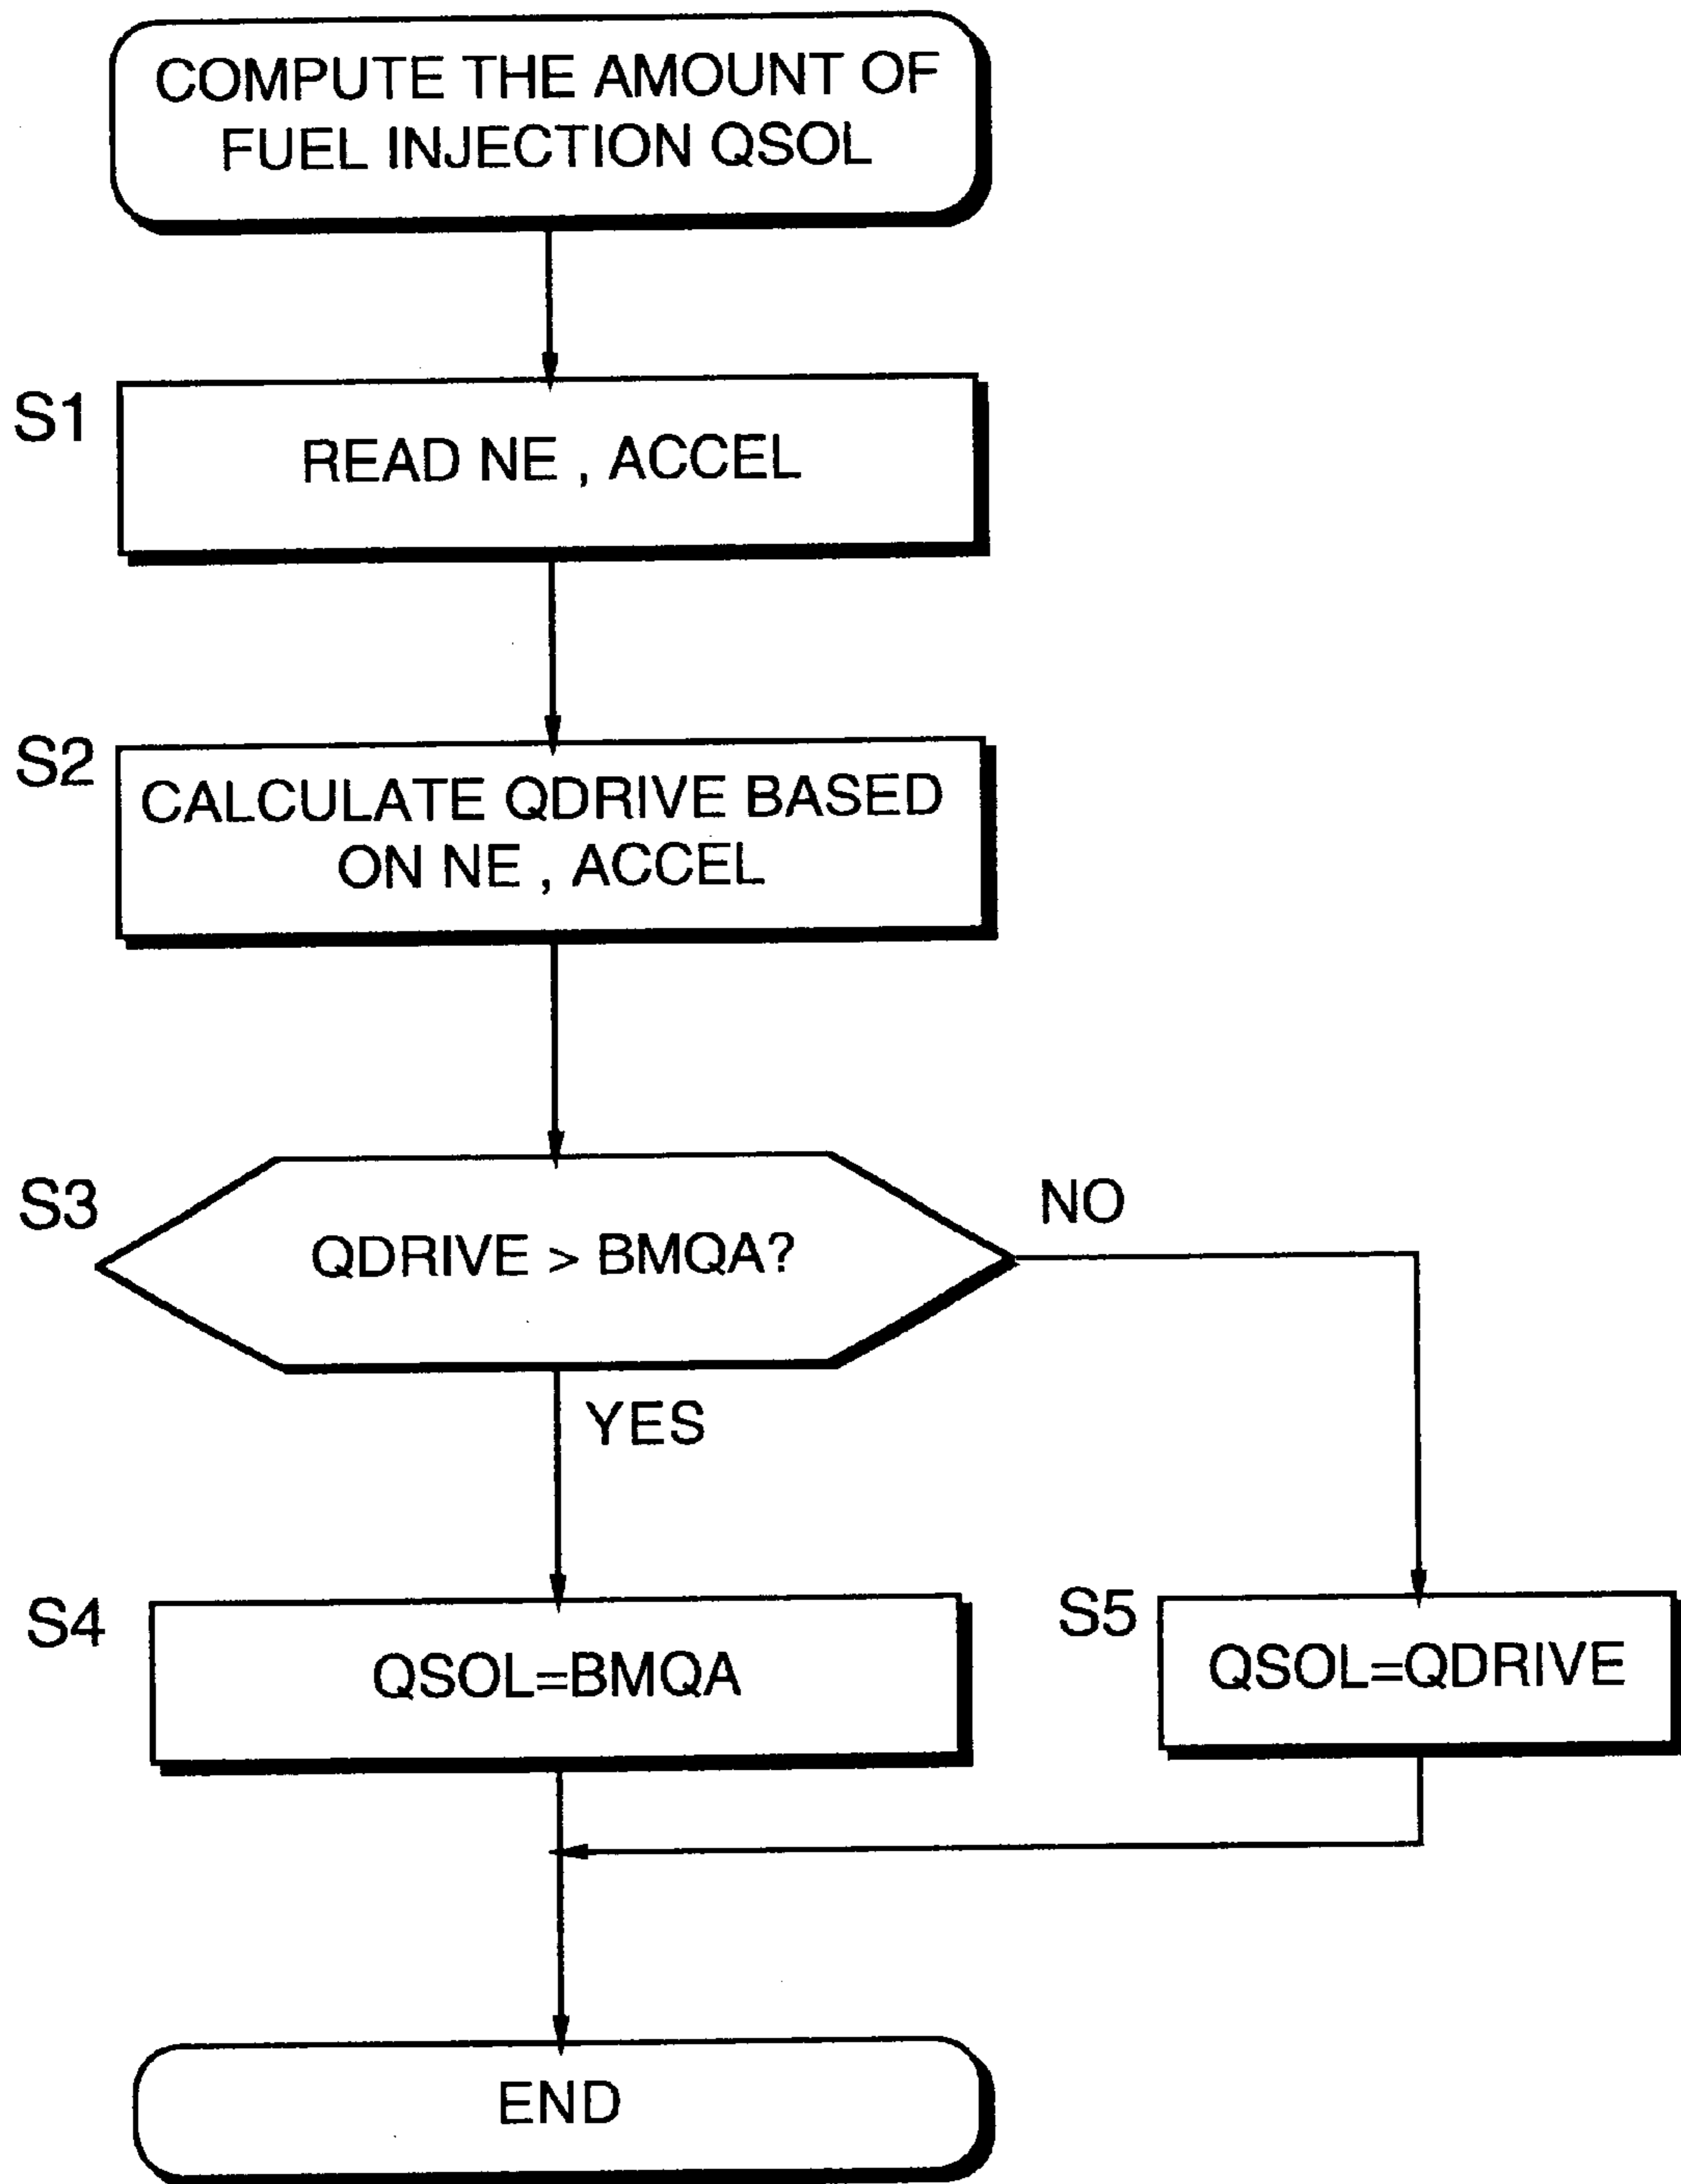 COMPUTE THE AMOUNT OF
FUEL INJECTION QSOL
S1
READ NE , ACCEL
S2
CALCULATE QDRIVE BASED
ON NE , ACCEL
S3
QDRIVE > BMQA?
NO
YES
S4
QSOL=BMQA
S5
QSOL=QDRIVE
END